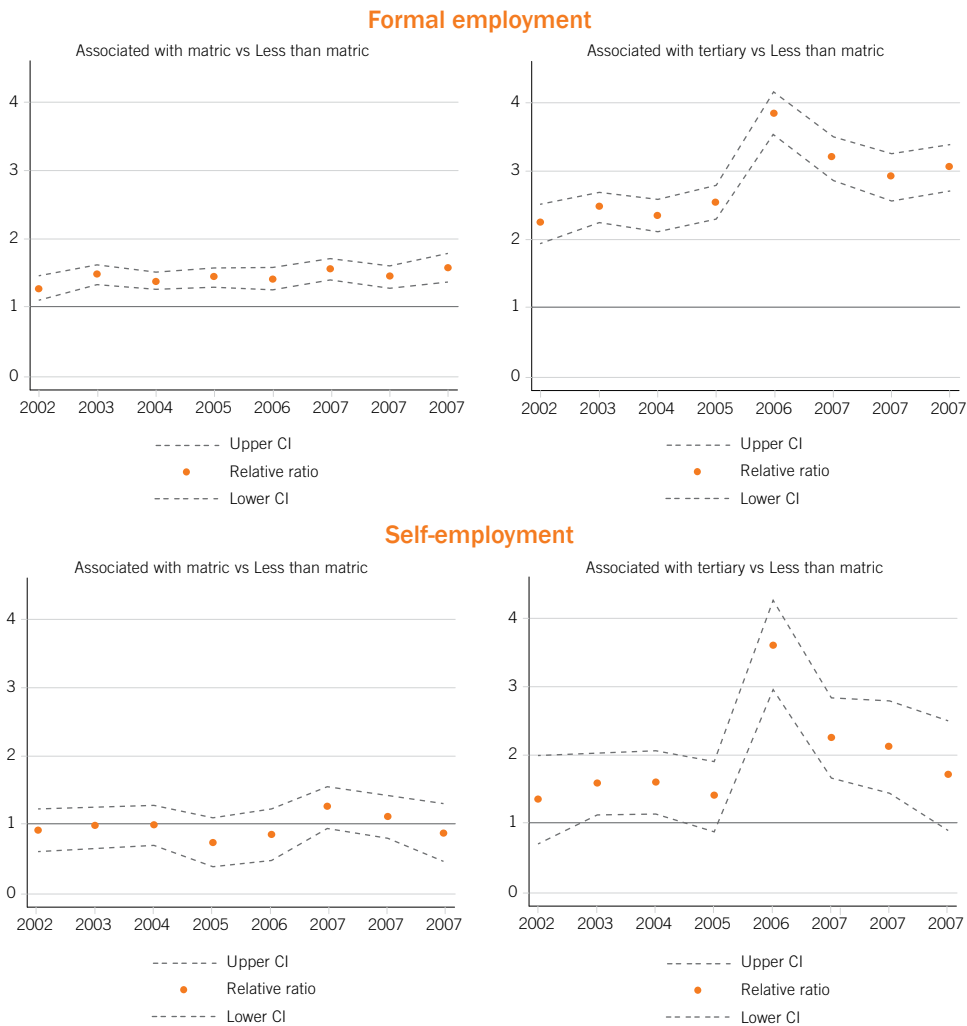 Formal employment
Associated with matric vs Less than matric
4
3
2
1
0
2002 2003 2004 2005 2006 2007 2007 2007
Upper CI
Relative ratio
Lower CI
Associated with tertiary vs Less than matric
4
3
2
1
0
2002 2003 2004 2005 2006 2007 2007 2007
Upper CI
Relative ratio
Lower CI
Self-employment
Associated with matric vs Less than matric
4
3
2
1
0
2002 2003 2004 2005 2006 2007 2007 2007
Upper CI
Relative ratio
Lower CI
Associated with tertiary vs Less than matric
4
3
2
1
0
2002 2003 2004 2005 2006 2007 2007 2007
Upper CI
Relative ratio
Lower CI